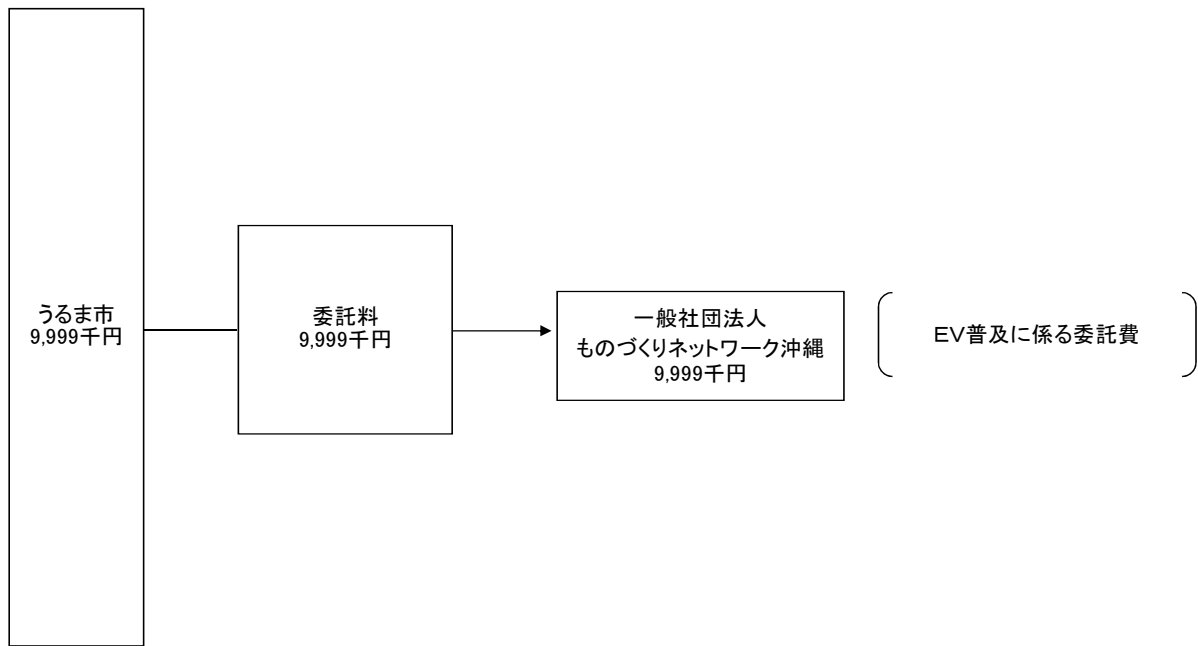 うるま市
9,999千円
委託料
9,999千円
一般社団法人
ものづくりネットワーク沖縄
9,999千円
EV普及に係る委託費